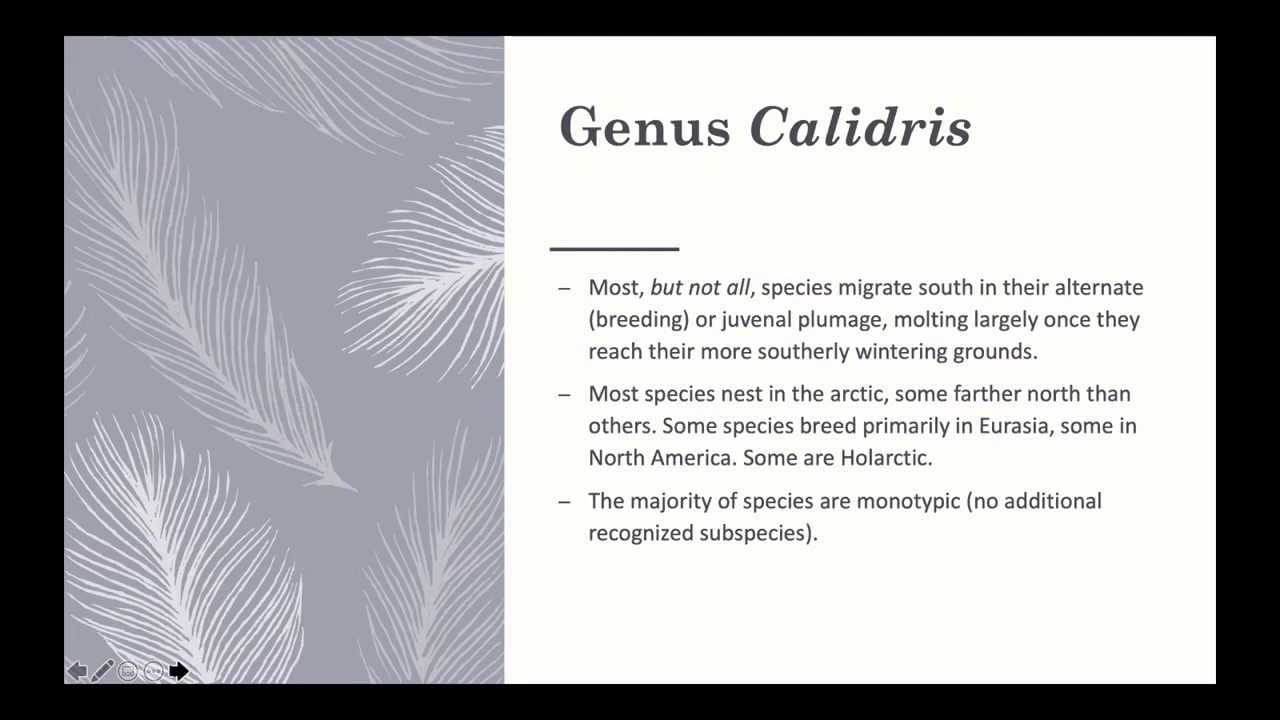 Genus Calidris
– Most, but not all, species migrate south in their alternate
(breeding) or juvenal plumage, molting largely once they
reach their more southerly wintering grounds.
– Most species nest in the arctic, some farther north than
others. Some species breed primarily in Eurasia, some in
North America. Some are Holarctic.
– The majority of species are monotypic (no additional
recognized subspecies).